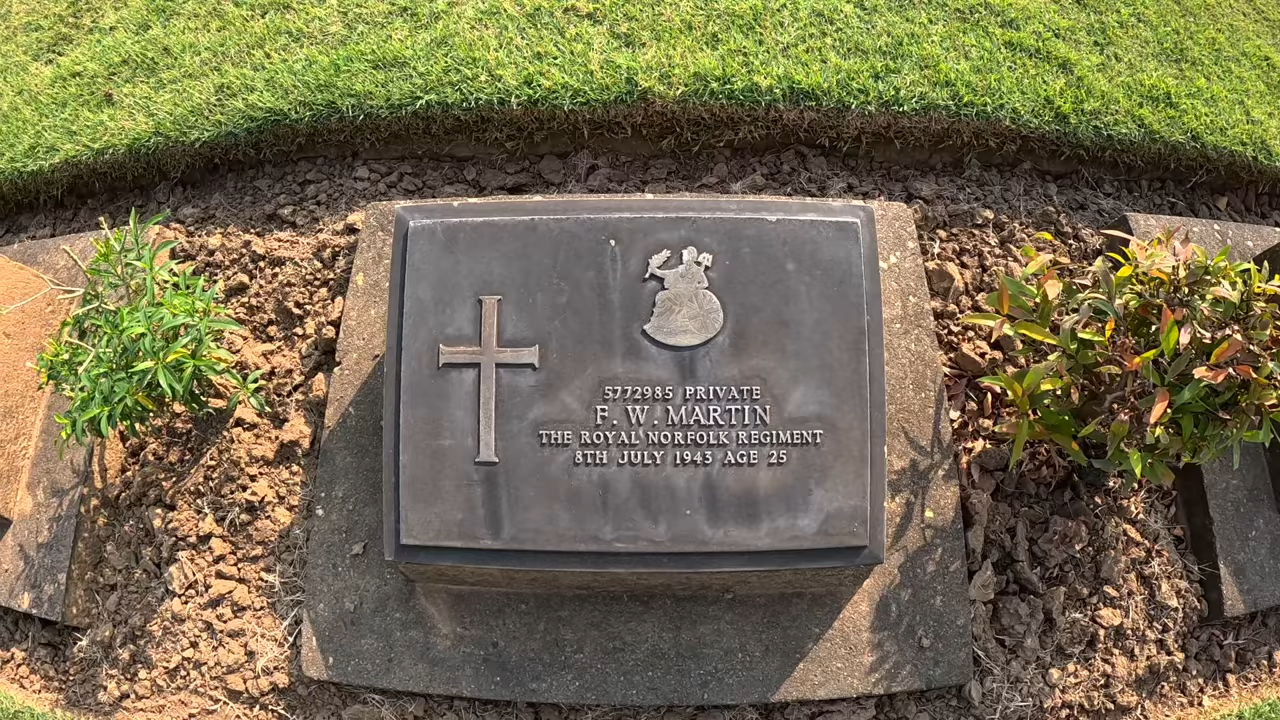 5772985 PRIVATE
F. W. MARTIN
THE ROYAL NORFOLK REGIMENT
8TH JULY 1943 AGE 25